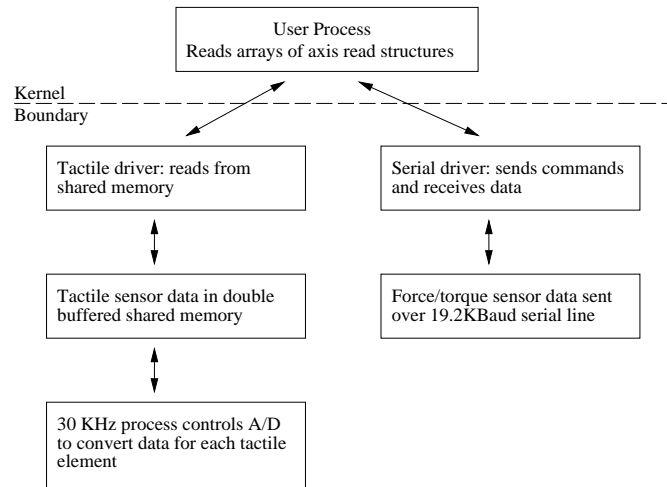 User Process
Reads arrays of axis read structures
Kernel
Boundary
Tactile driver: reads from
shared memory
Serial driver: sends commands
and receives data
Tactile sensor data in double
buffered shared memory
Force/torque sensor data sent
over 19.2KBaud serial line
30 KHz process controls A/D
to convert data for each tactile
element